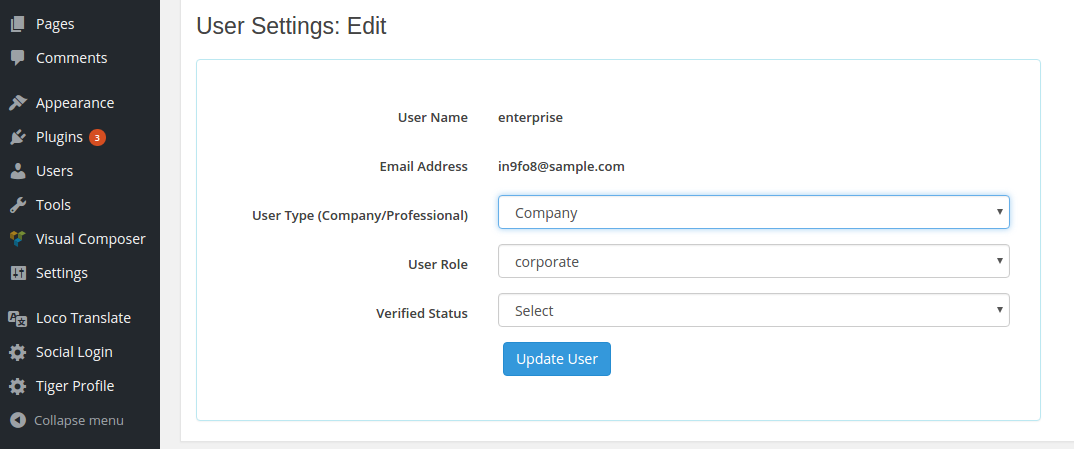 Pages
Comments
Appearance
Plugins 3
Users
Tools
Visual Composer
Settings
Loco Translate
Social Login
Tiger Profile
Collapse menu
User Settings: Edit
User Name enterprise
Email Address in9fo8@sample.com
User Type (Company/Professional) Company
User Role corporate
Verified Status Select
Update User